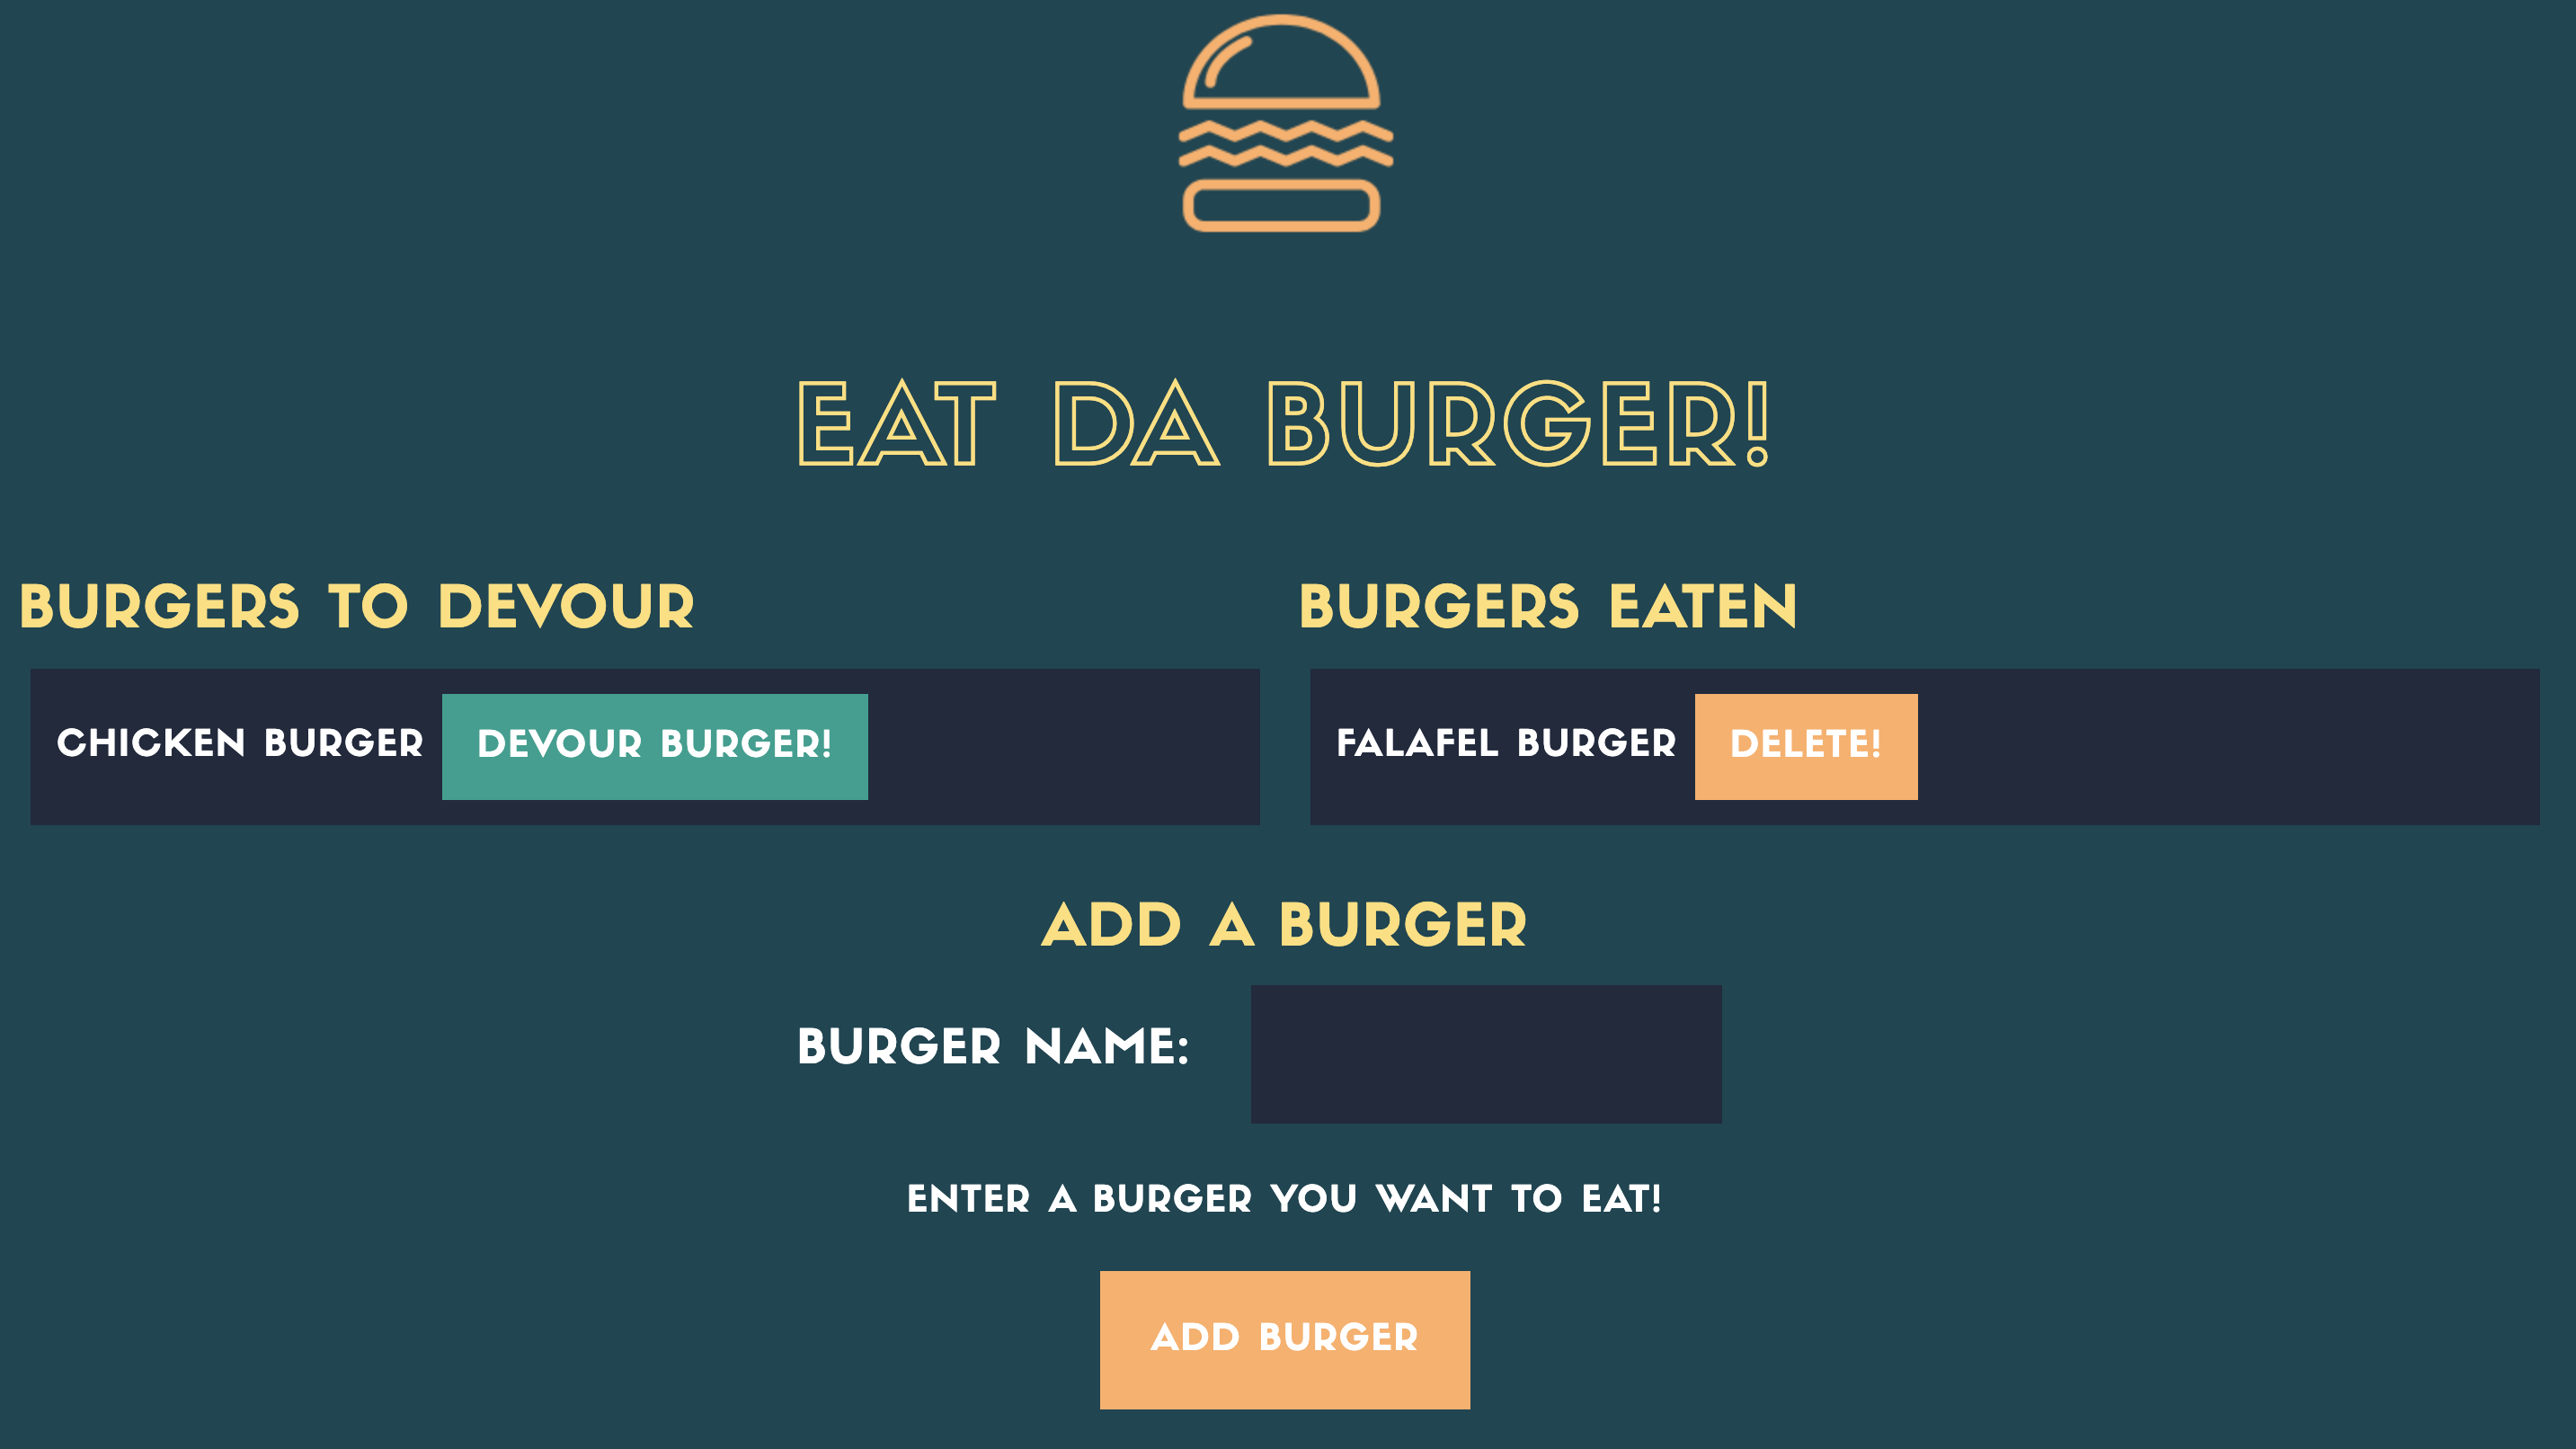 EAT DA BURGER!
BURGERS TO DEVOUR
CHICKEN BURGER DEVOUR BURGER!
BURGERS EATEN
FALAFEL BURGER DELETE!
ADD A BURGER
BURGER NAME:
ENTER A BURGER YOU WANT TO EAT!
ADD BURGER